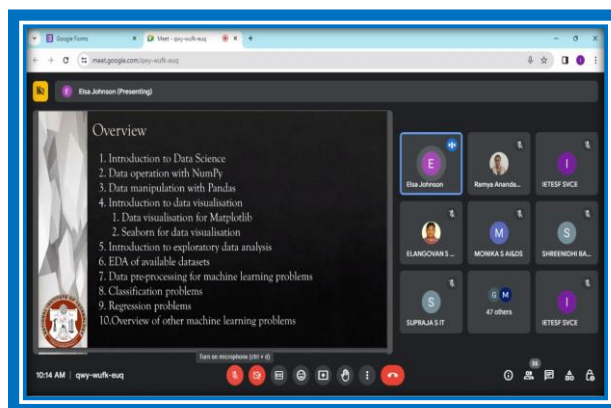 Google Forms
Meet - qwy-wufk-euq
meet.google.com/qwy-wufk-euq
Elsa Johnson (Presenting)
Overview
1. Introduction to Data Science
2. Data operation with NumPy
3. Data manipulation with Pandas
4. Introduction to data visualisation
1. Data visualisation for Matplotlib
2. Seaborn for data visualisation
5. Introduction to exploratory data analysis
6. EDA of available datasets
7. Data pre-processing for machine learning problems
8. Classification problems
9. Regression problems
10.Overview of other machine learning problems
E
Elsa Johnson
Ramya Ananda...
I
IETESF SVCE
ELANGOVAN S ...
M
MONIKA S AI&DS
S
SHREENIDHI BA...
S
SUPRAJA S IT
G M
47 others
I
IETESF SVCE
Turn on microphone (ctrl + d)
10:14 AM | qwy-wufk-euq